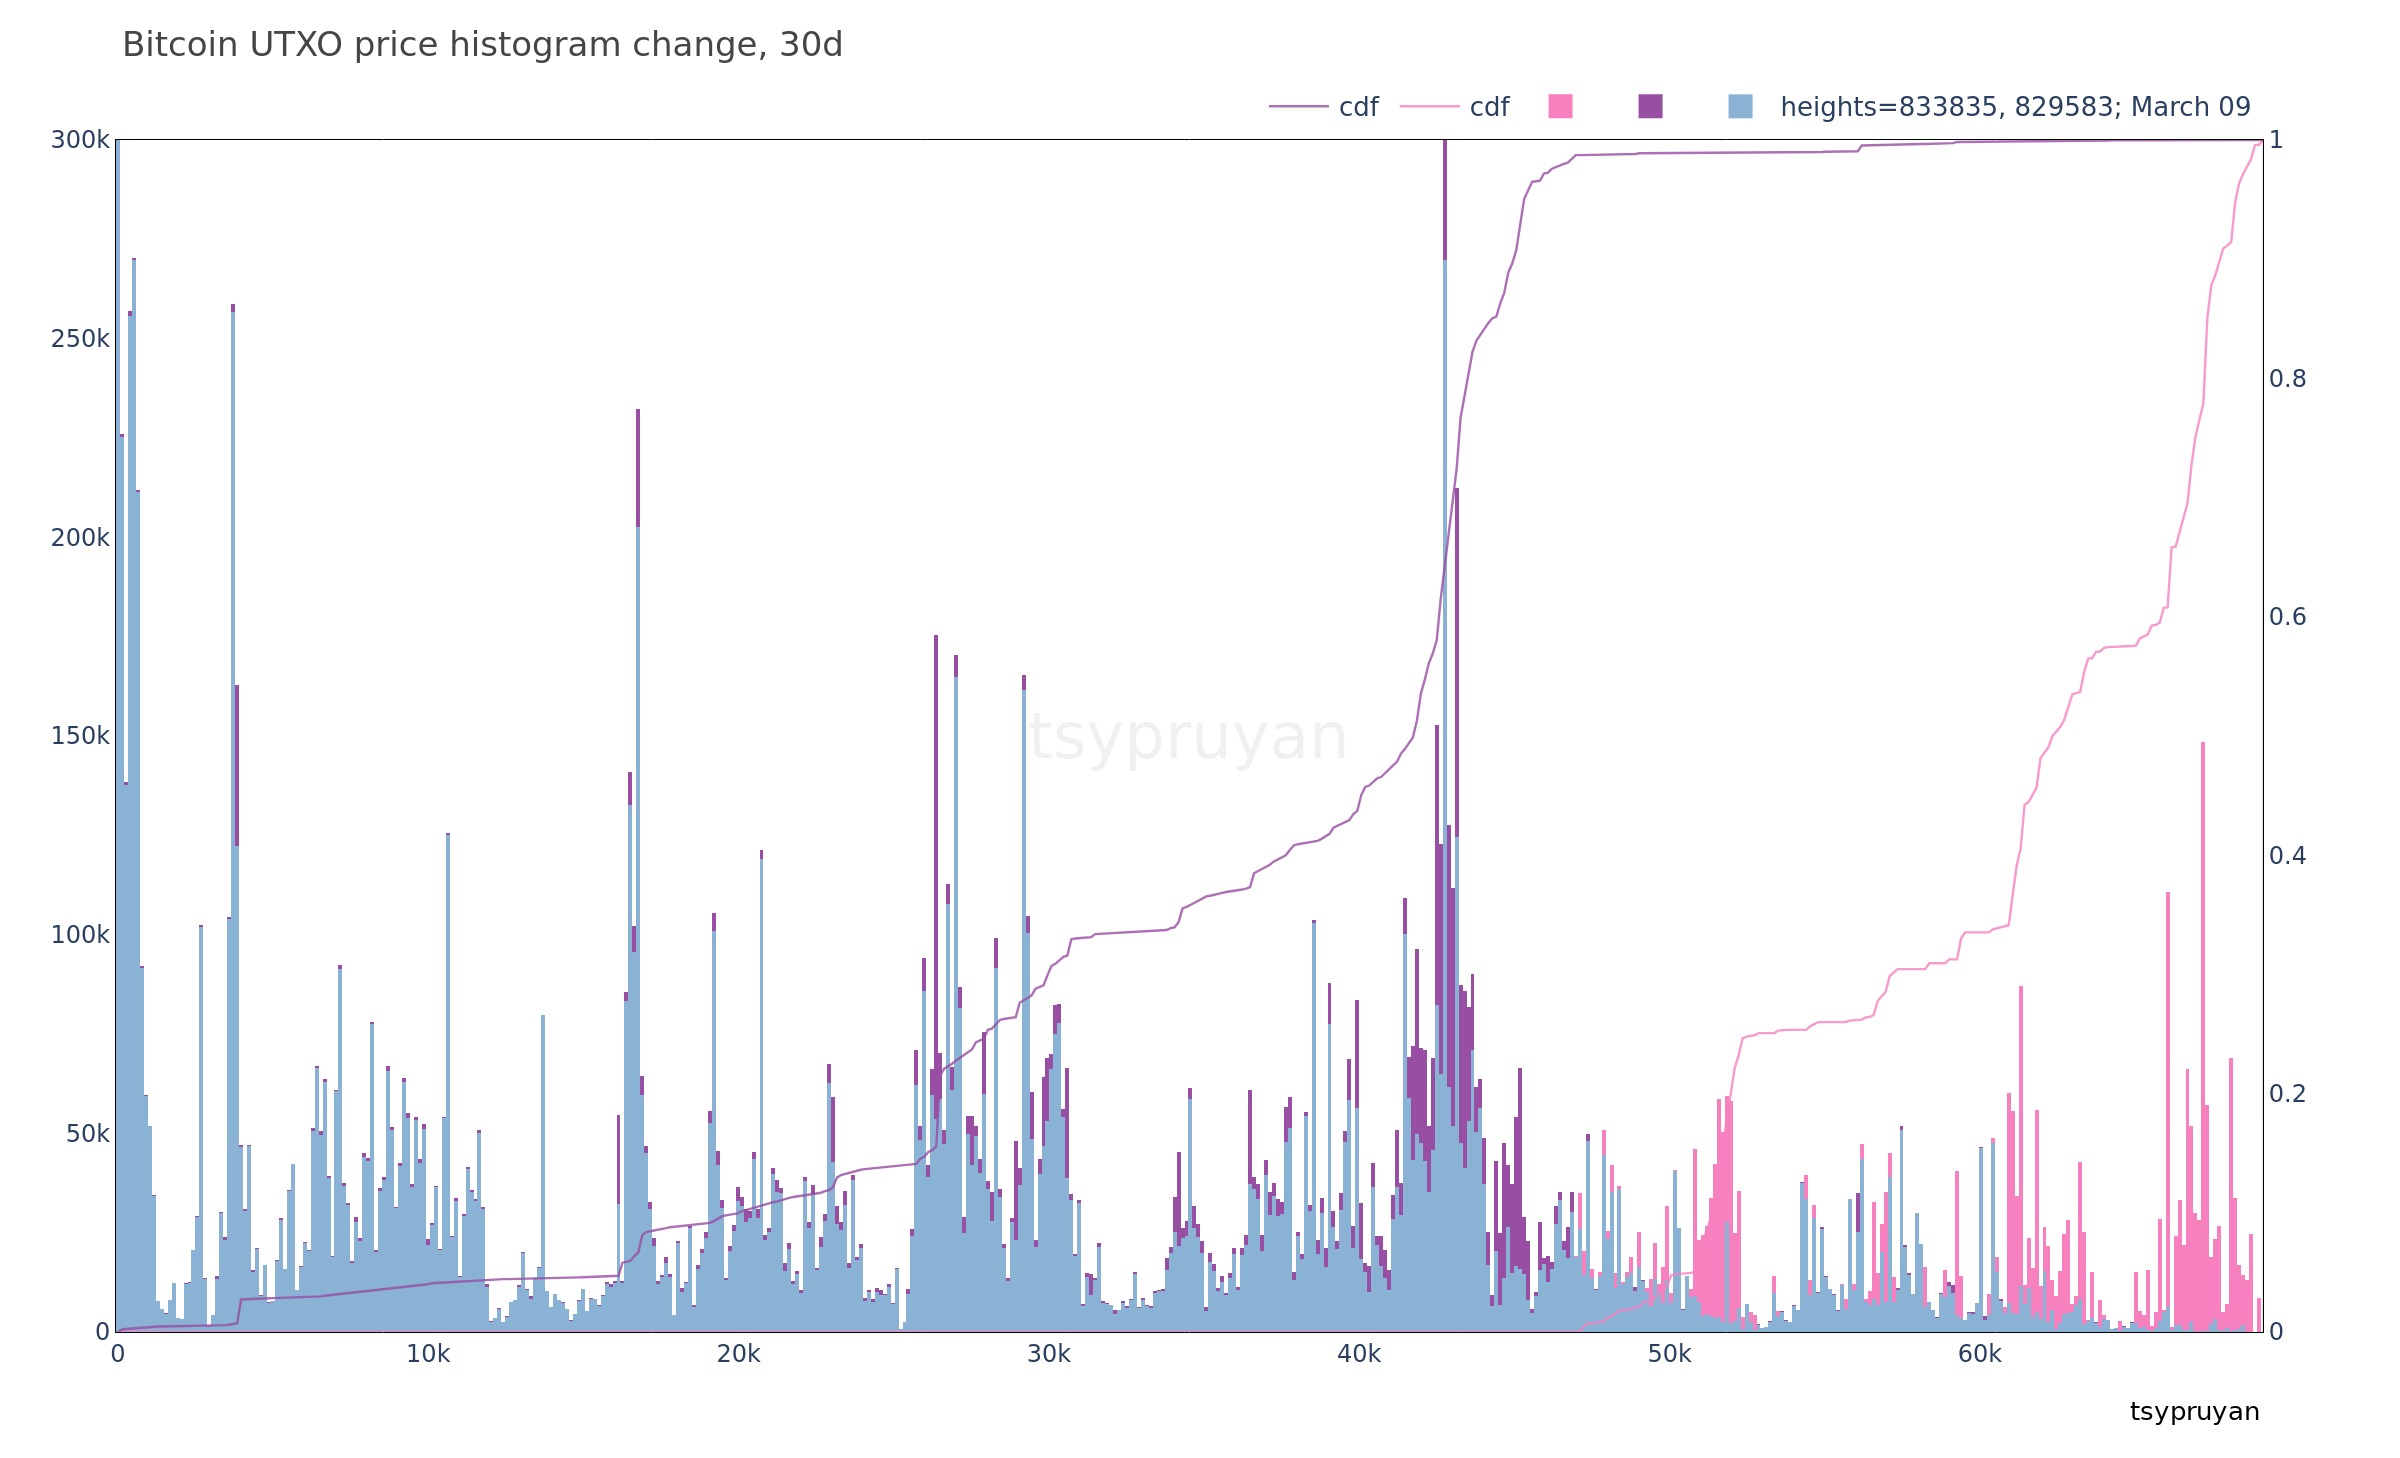 Bitcoin UTXO price histogram change, 30d
cdf cdf heights=833835, 829583; March 09
300k 1
250k
0.8
200k
0.6
150k
tsypruyan
0.4
100k
0.2
50k
0 0
0 10k 20k 30k 40k 50k 60k
tsypruyan